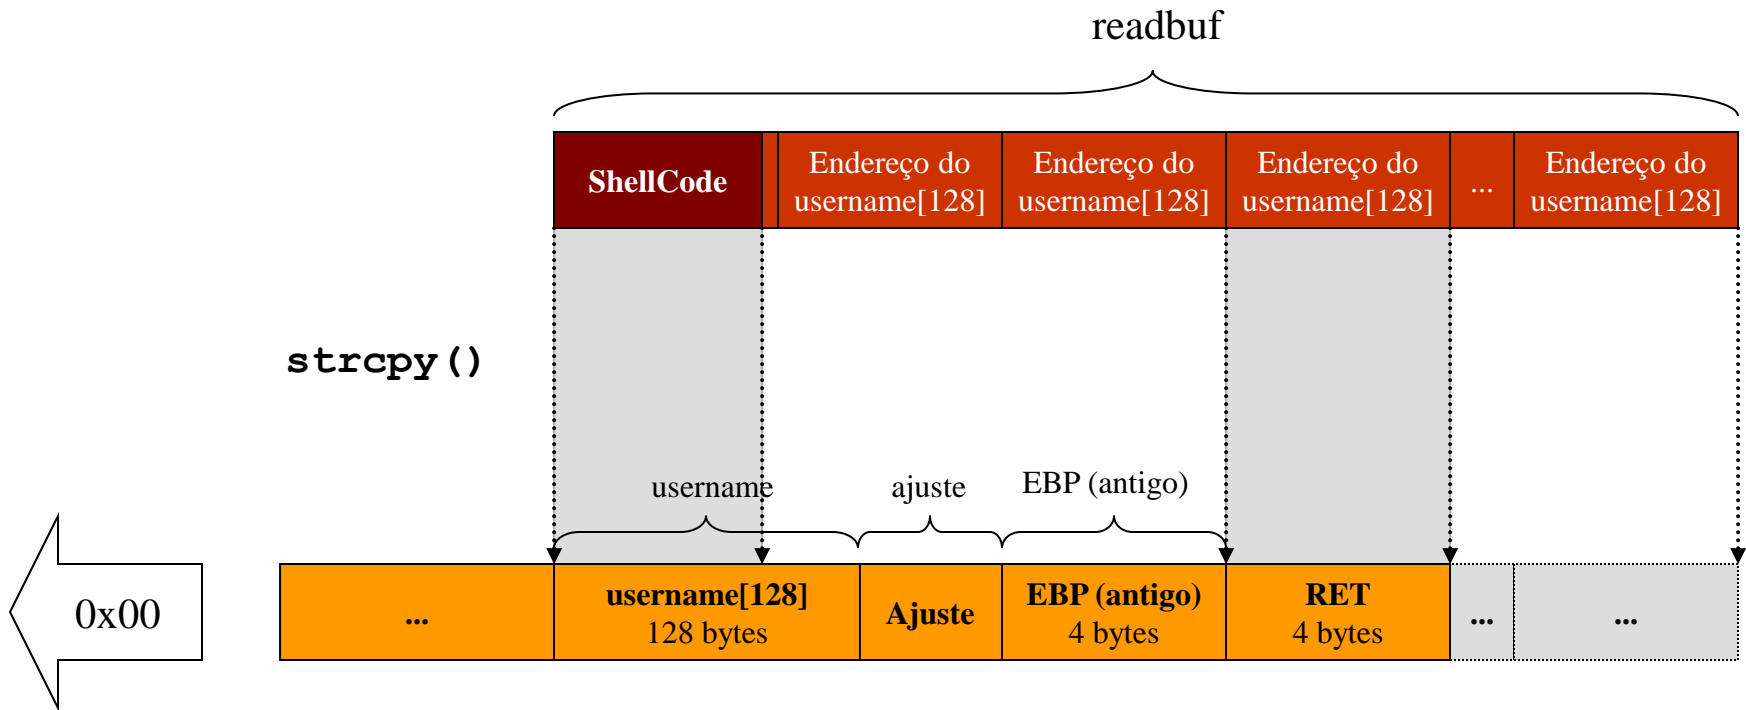 readbuf
ShellCode
Endereço do
username[128]
Endereço do
username[128]
Endereço do
username[128]
...
Endereço do
username[128]
strcpy()
username
ajuste
EBP (antigo)
0x00
...
username[128]
128 bytes
Ajuste
EBP (antigo)
4 bytes
RET
4 bytes
...
...